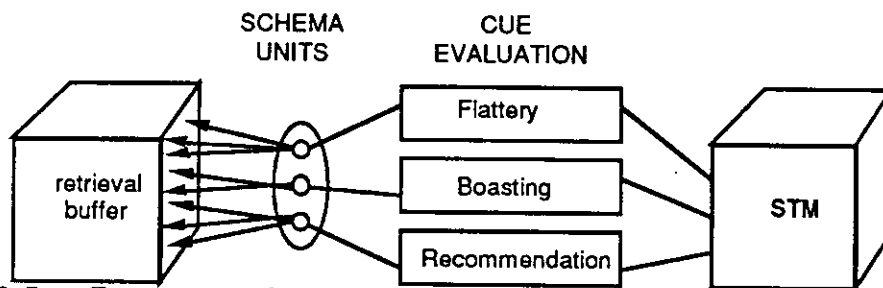 SCHEMA
UNITS
CUE
EVALUATION
Flattery
Boasting
Recommendation
retrieval
buffer
STM